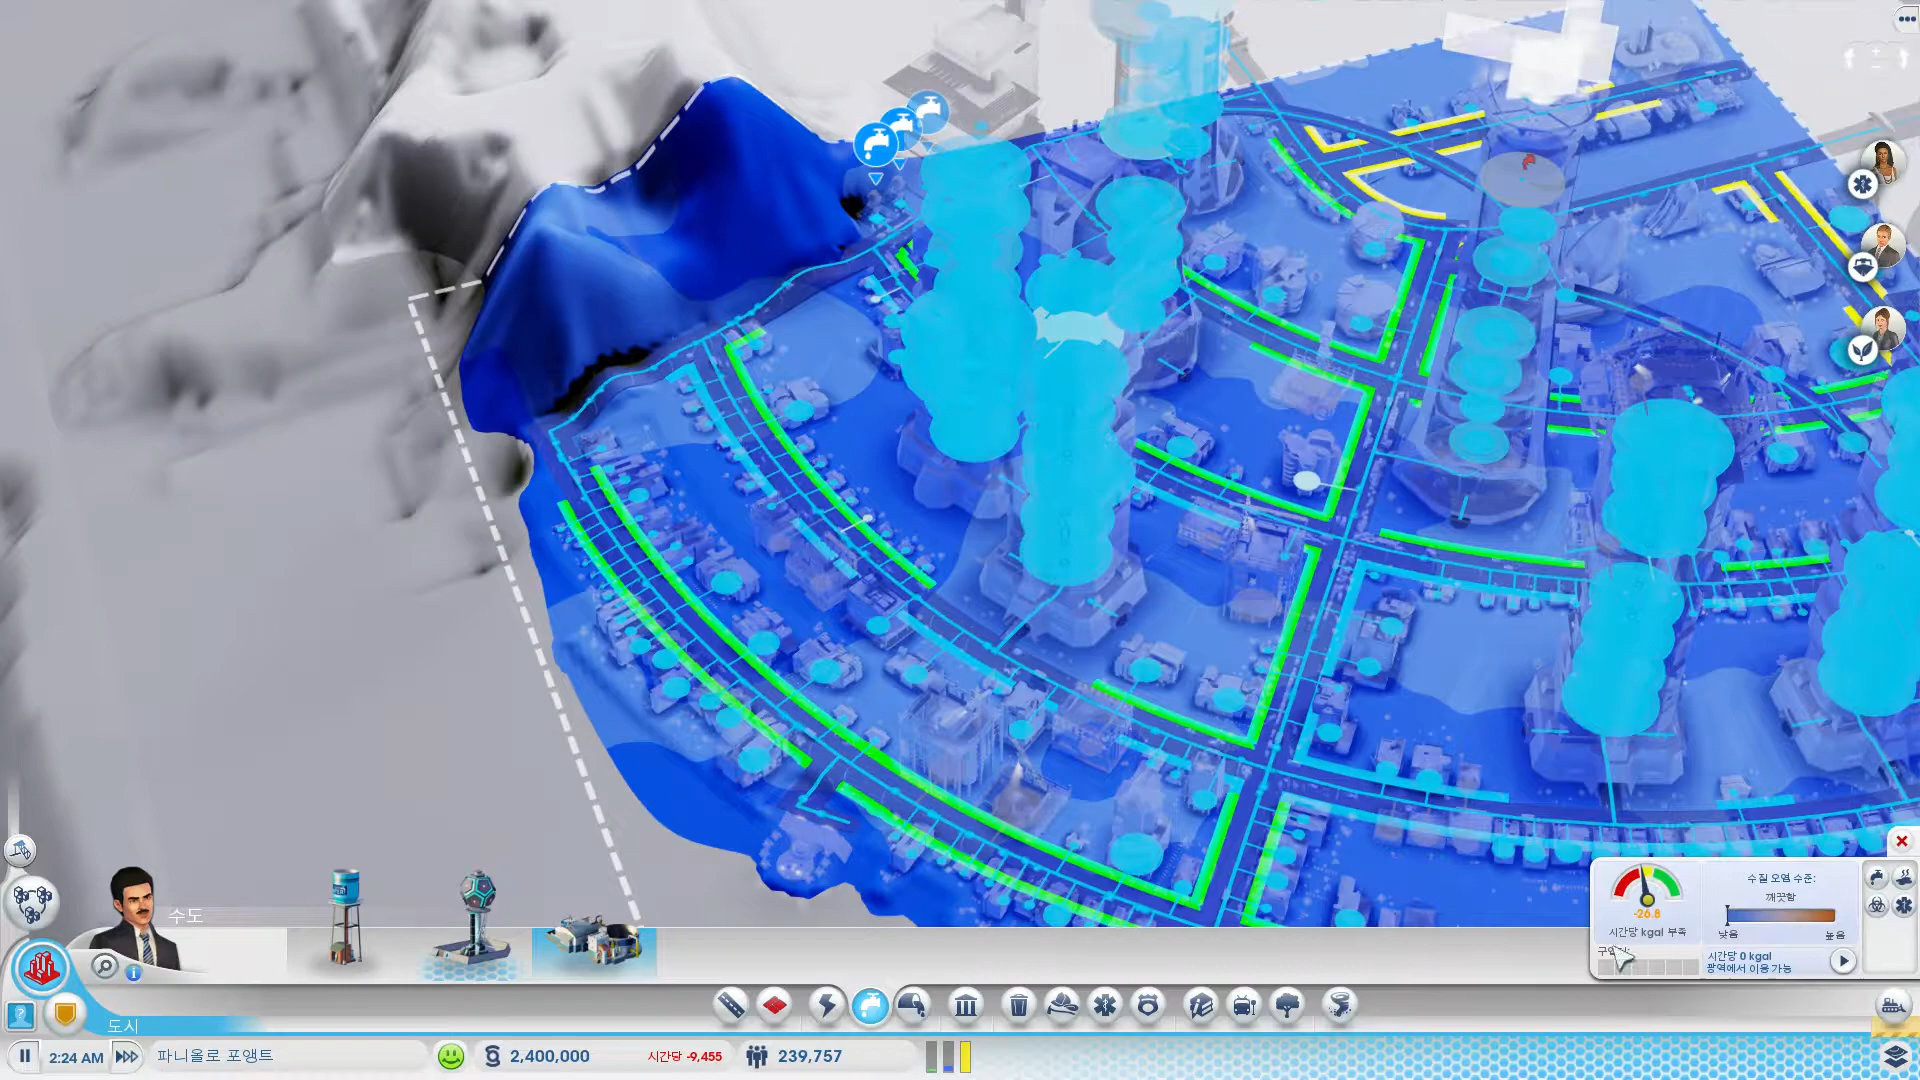 수도
-26.8
시간당 kgal 부족
수질 오염 수준:
깨끗함
낮음
높음
시간당 0 kgal
광역에서 이용 가능
도시
2:24 AM
파니올로 포앵트
2,400,000
시간당 -9,455
239,757